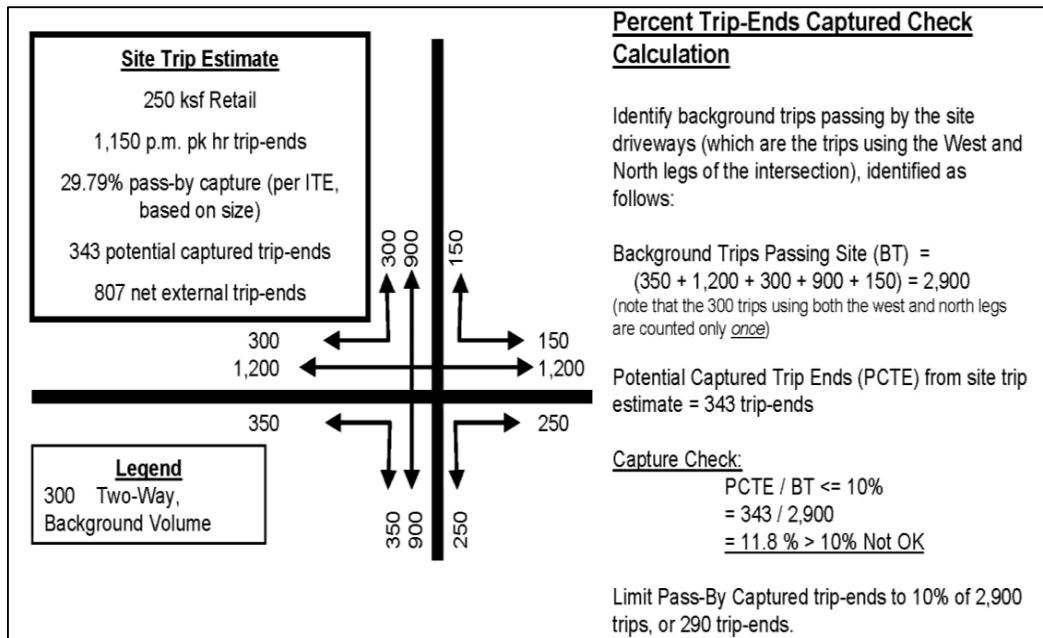 Site Trip Estimate
250 ksf Retail
1,150 p.m. pk hr trip-ends
29.79% pass-by capture (per ITE,
based on size)
343 potential captured trip-ends
807 net external trip-ends
300
900
150
300
150
1,200
1,200
350
250
350
900
250
Legend
300 Two-Way,
Background Volume
Percent Trip-Ends Captured Check
Calculation
Identify background trips passing by the site
driveways (which are the trips using the West and
North legs of the intersection), identified as
follows:
Background Trips Passing Site (BT) =
(350 + 1,200 + 300 + 900 + 150) = 2,900
(note that the 300 trips using both the west and north legs
are counted only once)
Potential Captured Trip Ends (PCTE) from site trip
estimate = 343 trip-ends
Capture Check:
PCTE / BT <= 10%
= 343 / 2,900
= 11.8 % > 10% Not OK
Limit Pass-By Captured trip-ends to 10% of 2,900
trips, or 290 trip-ends.